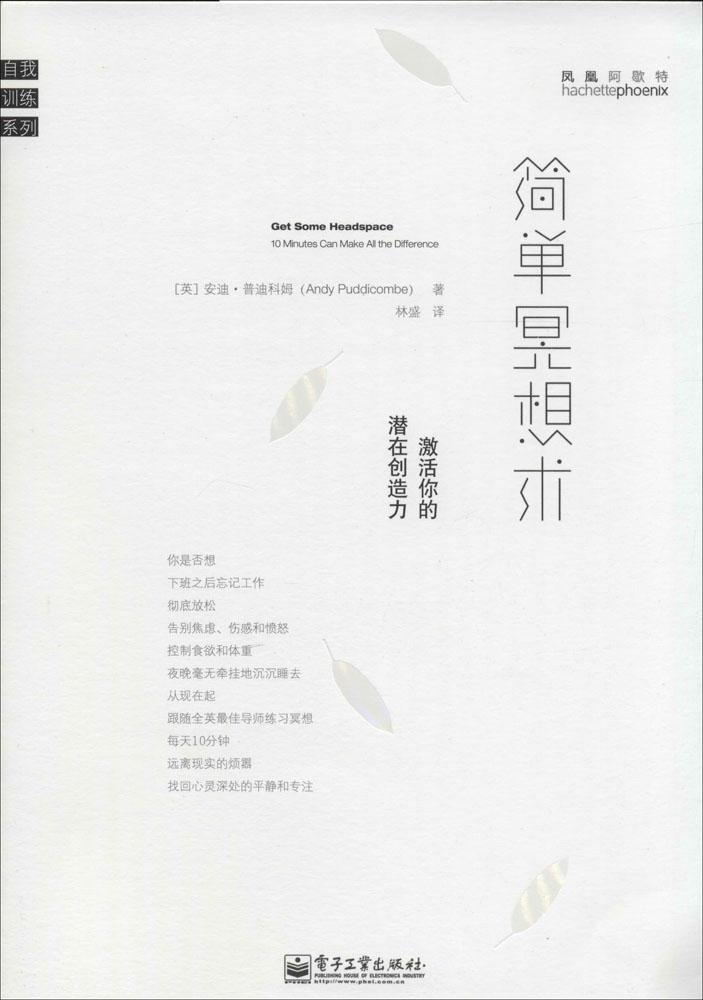 自我
训练
系列
凤凰阿歇特
hachettephoenix
简单冥想术
Get Some Headspace
10 Minutes Can Make All the Difference
［英］安迪·普迪科姆（Andy Puddicombe） 著
林盛 译
激活你的
潜在创造力
你是否想
下班之后忘记工作
彻底放松
告别焦虑、伤感和愤怒
控制食欲和体重
夜晚毫无牵挂地沉沉睡去
从现在起
跟随全英最佳导师练习冥想
每天10分钟
远离现实的烦嚣
找回心灵深处的平静和专注
電子工業出版社·
PUBLISHING HOUSE OF ELECTRONICS INDUSTRY
http://www.phei.com.cn